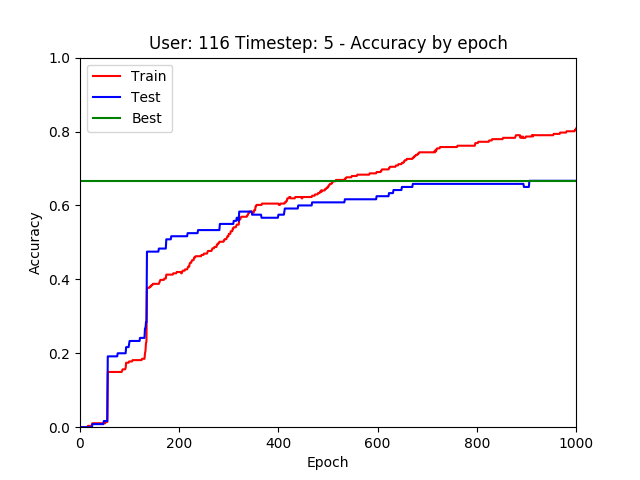 User: 116 Timestep: 5 - Accuracy by epoch
1.0
0.8
0.6
0.4
0.2
0.0
Accuracy
Train
Test
Best
0 200 400 600 800 1000
Epoch